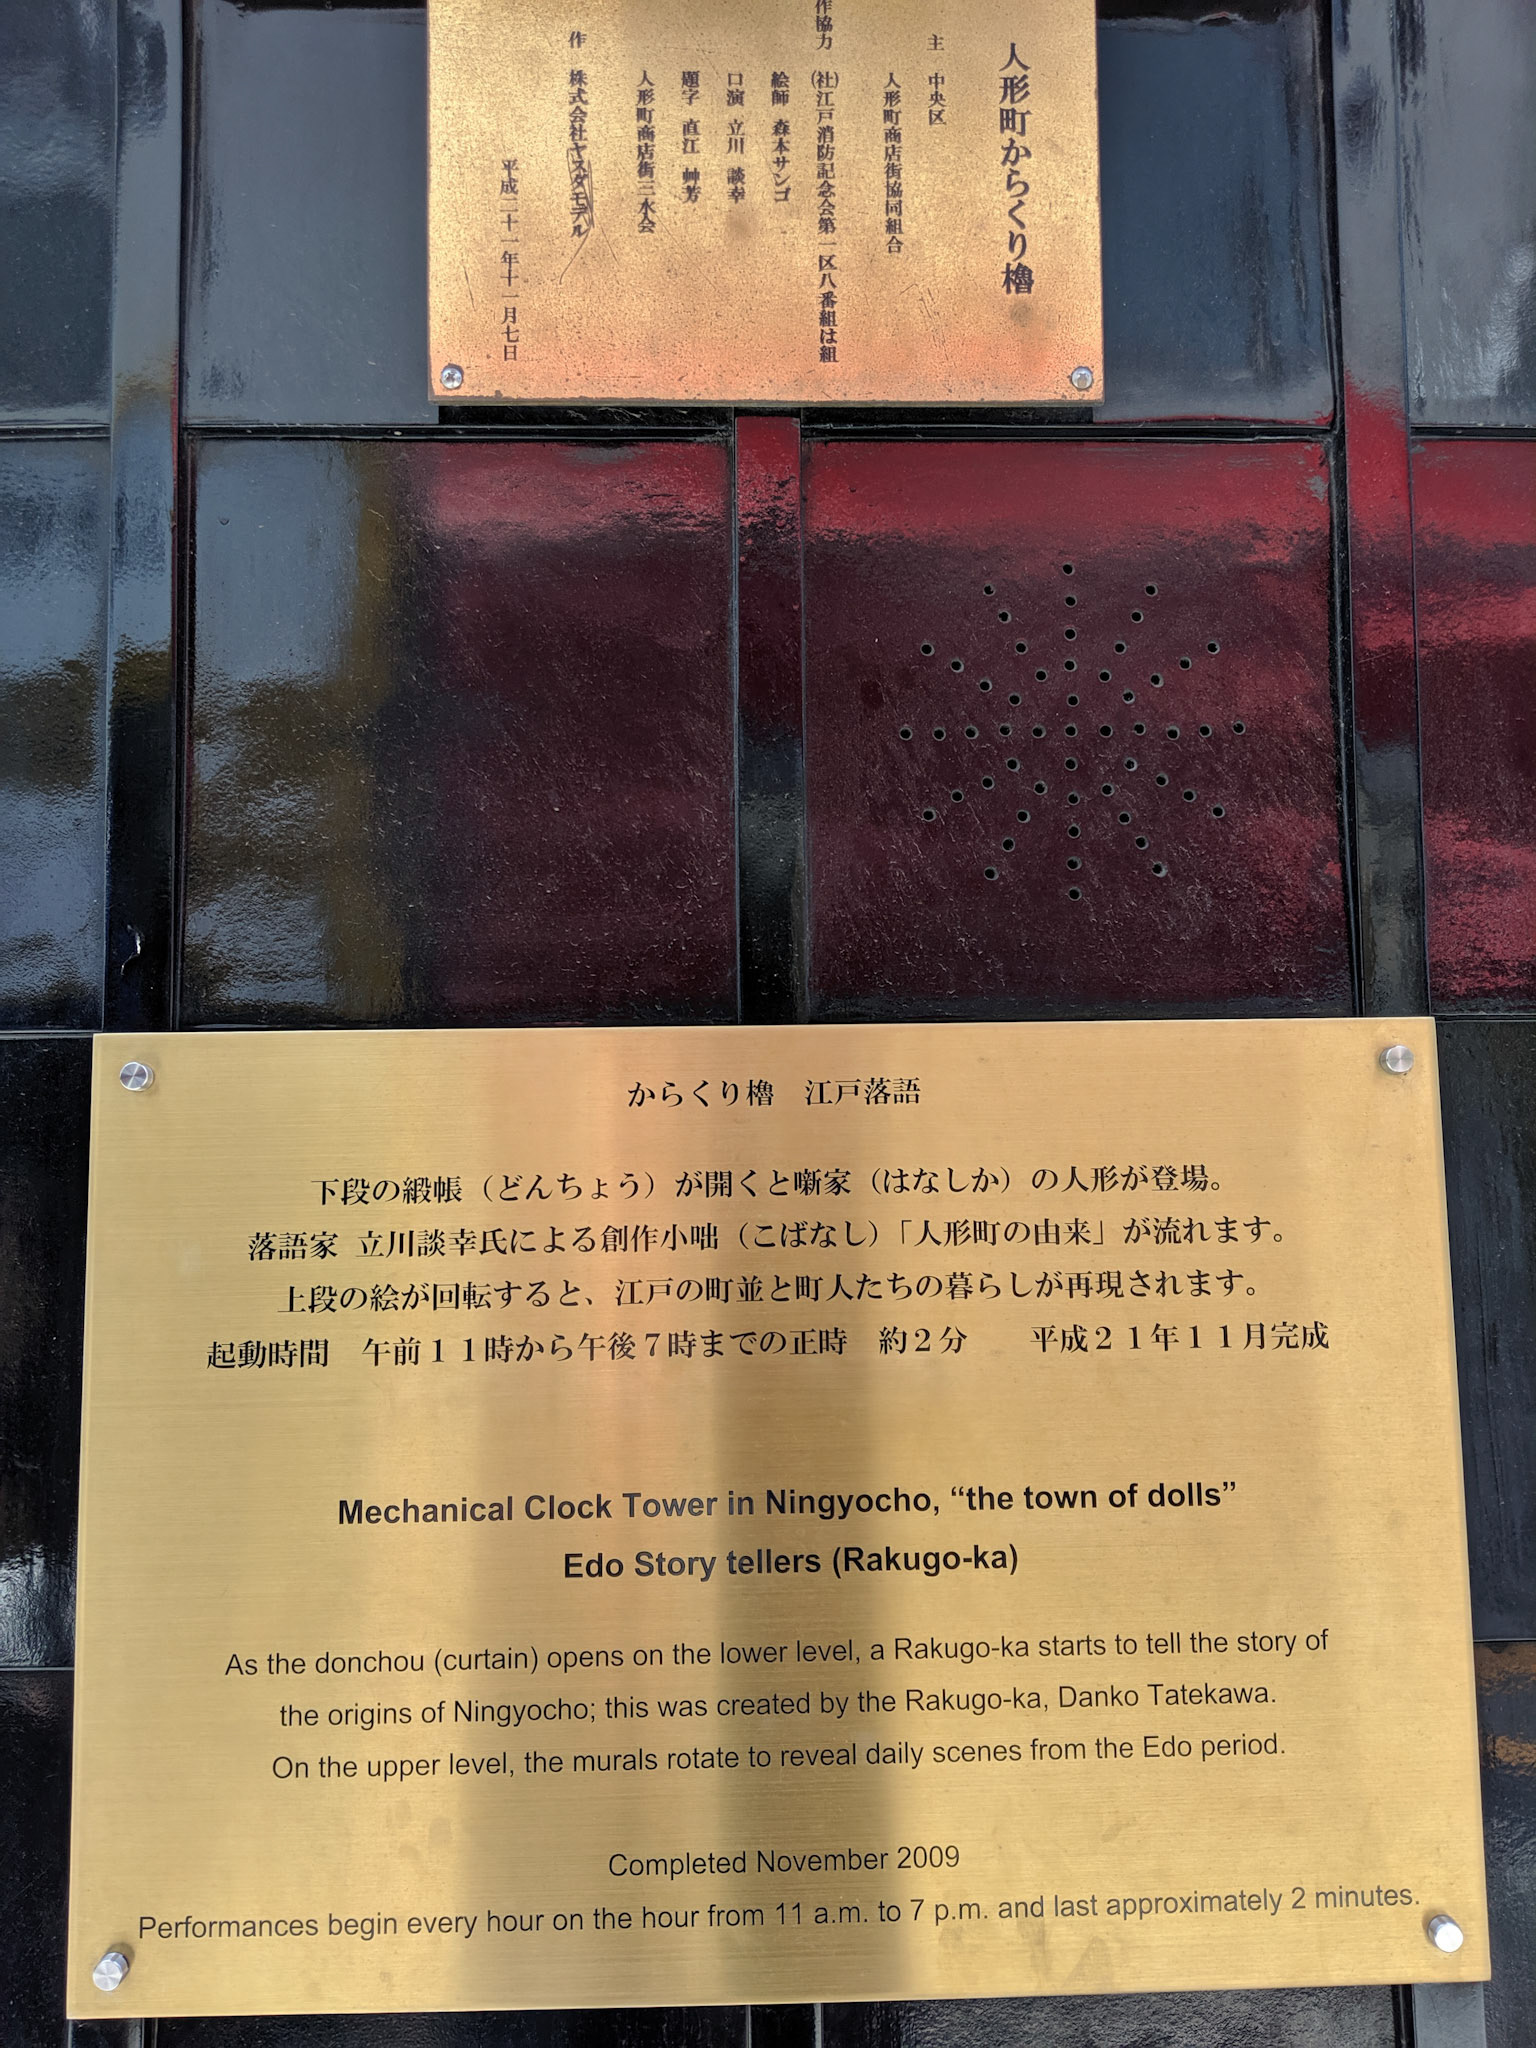 人形町からくり櫓
主 中央区
人形町商店街協同組合
作協力 (社)江戸消防記念会第一区八番組は組
絵師 森本サンゴ
口演 立川 談幸
題字 直江 艸芳
人形町商店街三水会
作 株式会社ヤスダモデル
平成二十一年十一月七日
からくり櫓 江戸落語
下段の緞帳（どんちょう）が開くと噺家（はなしか）の人形が登場。
落語家 立川談幸氏による創作小咄（こばなし）「人形町の由来」が流れます。
上段の絵が回転すると、江戸の町並と町人たちの暮らしが再現されます。
起動時間 午前１１時から午後７時までの正時 約２分 平成２１年１１月完成
Mechanical Clock Tower in Ningyocho, “the town of dolls”
Edo Story tellers (Rakugo-ka)
As the donchou (curtain) opens on the lower level, a Rakugo-ka starts to tell the story of
the origins of Ningyocho; this was created by the Rakugo-ka, Danko Tatekawa.
On the upper level, the murals rotate to reveal daily scenes from the Edo period.
Completed November 2009
Performances begin every hour on the hour from 11 a.m. to 7 p.m. and last approximately 2 minutes.